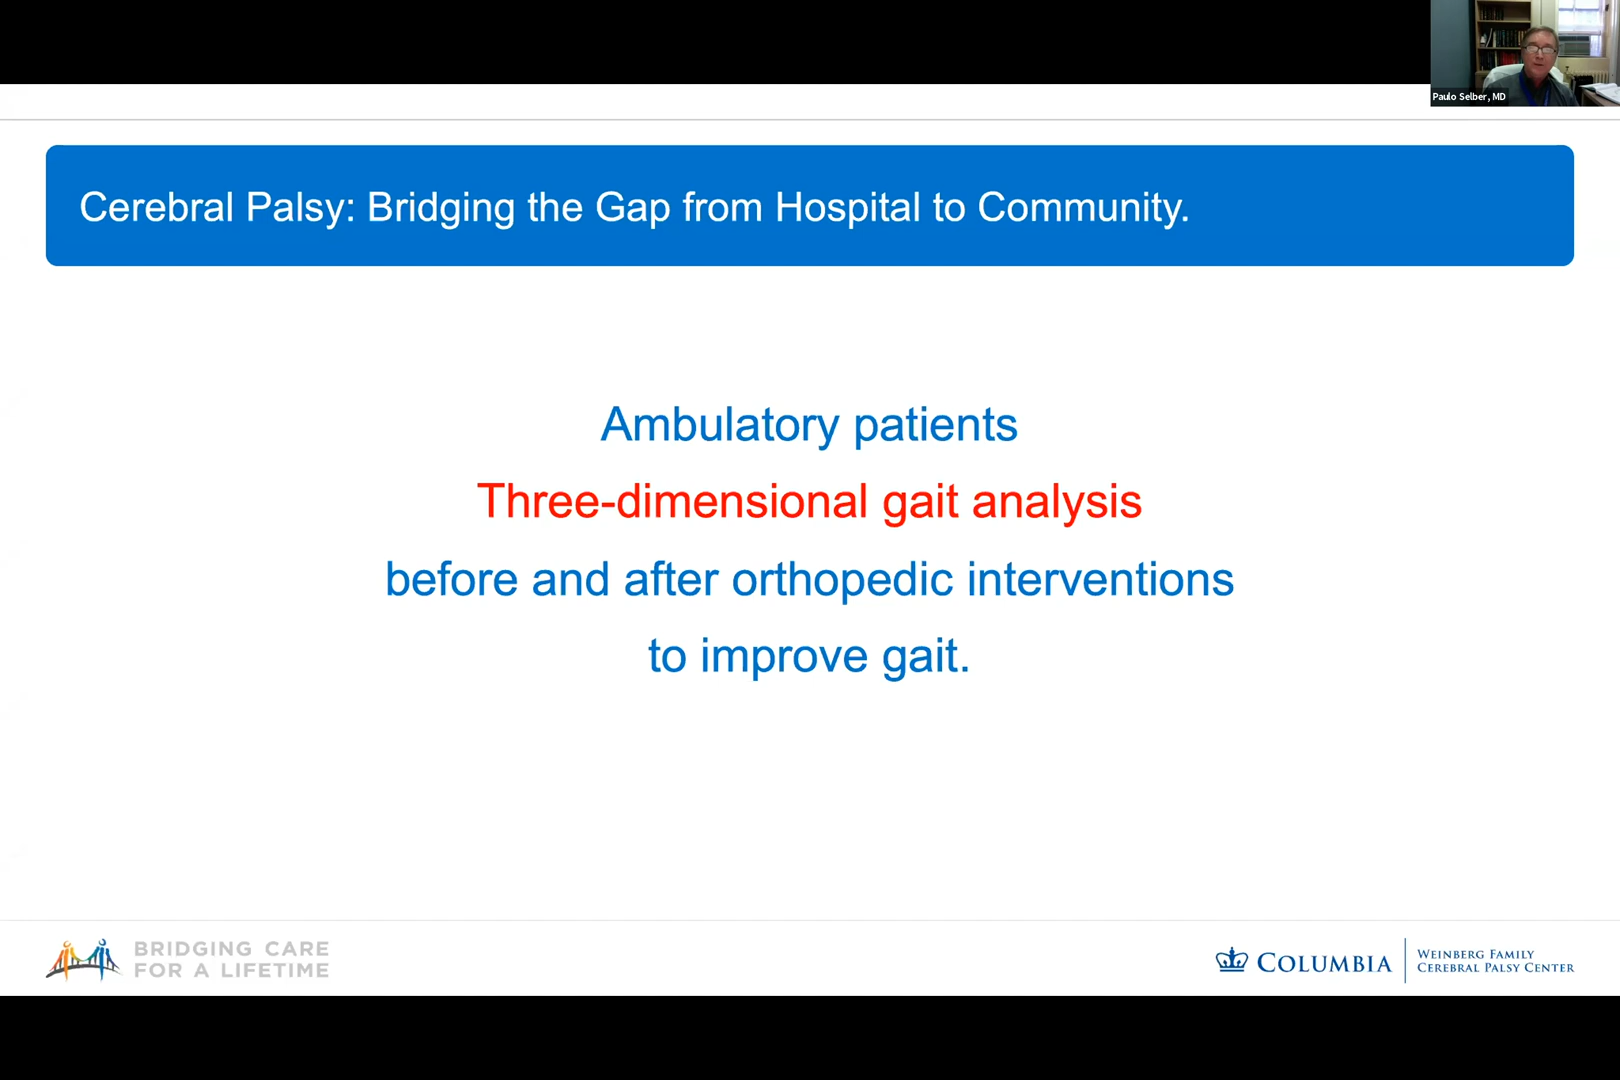 Paulo Selber, MD
Cerebral Palsy: Bridging the Gap from Hospital to Community.
Ambulatory patients
Three-dimensional gait analysis
before and after orthopedic interventions
to improve gait.
BRIDGING CARE
FOR A LIFETIME
COLUMBIA
WEINBERG FAMILY
CEREBRAL PALSY CENTER